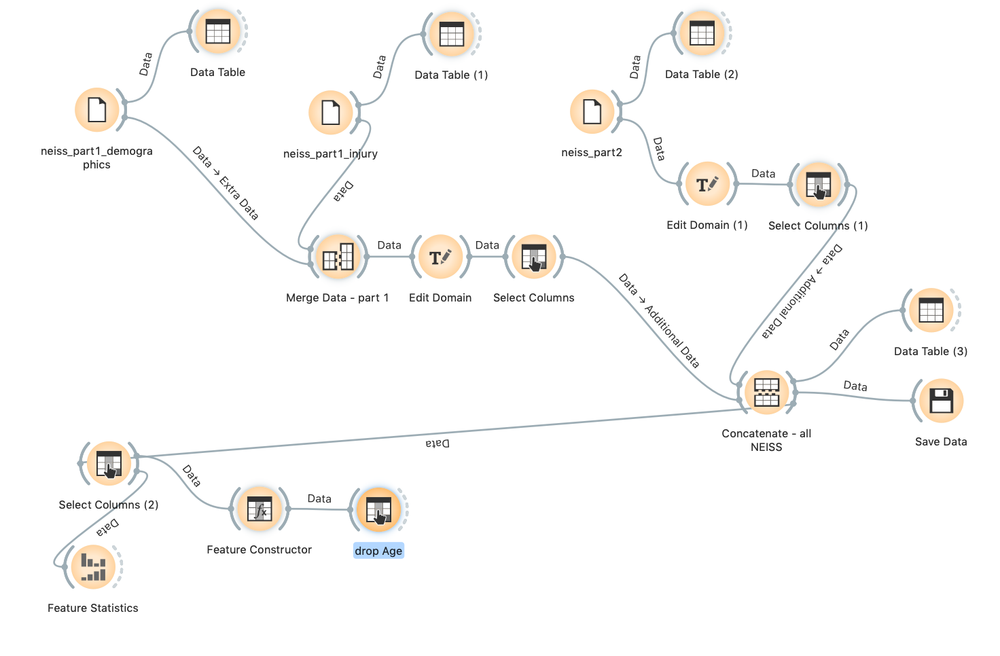 Data Table
Data
Data Table (1)
Data
Data Table (2)
Data
neiss_part1_demogra
phics
neiss_part1_injury
neiss_part2
Data → Extra Data
Data
Data
Edit Domain (1)
Data
Select Columns (1)
Merge Data - part 1
Data
Edit Domain
Data
Select Columns
Data → Additional Data
Data → Additional Data
Data
Data Table (3)
Data
Save Data
Concatenate - all
NEISS
Data
Select Columns (2)
Data
Data
Feature Constructor
Data
drop Age
Feature Statistics